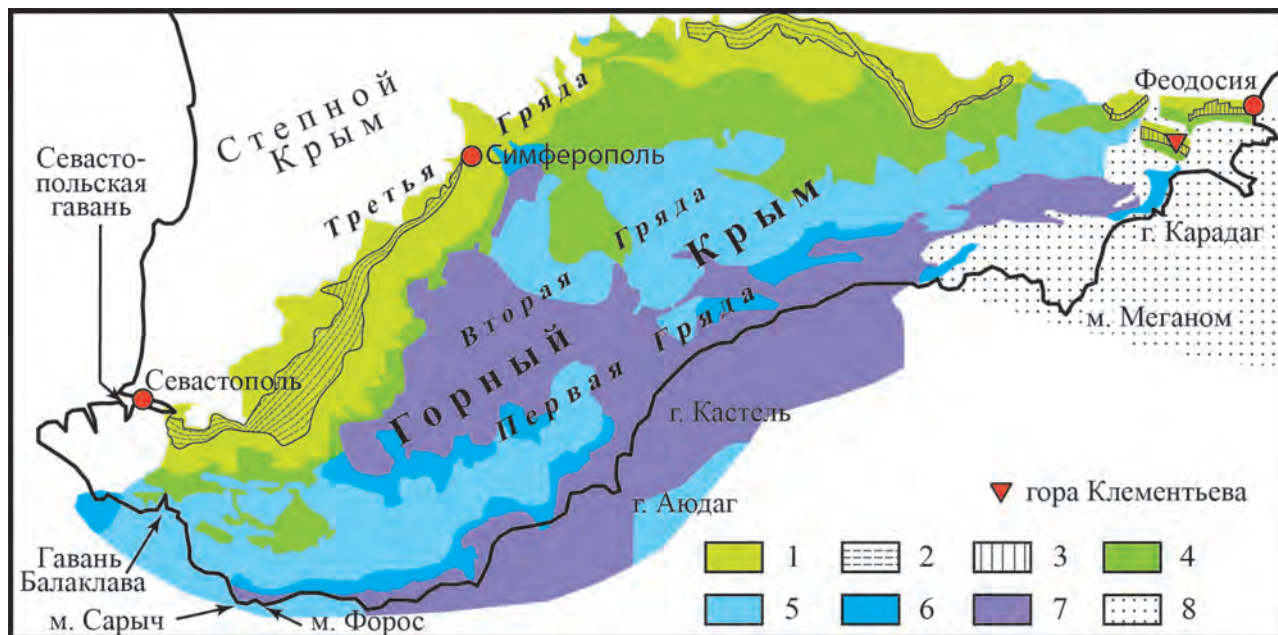 Степной
Крым
Севасто-
польская
гавань
Третья Гряда
Симферополь
Феодосия
Вторая Гряда
Горный Крым
Первая Гряда
г. Карадаг
м. Меганом
Севастополь
г. Кастель
г. Аюдаг
гора Клементьева
Гавань
Балаклава
м. Сарыч
м. Форос
1 2 3 4
5 6 7 8